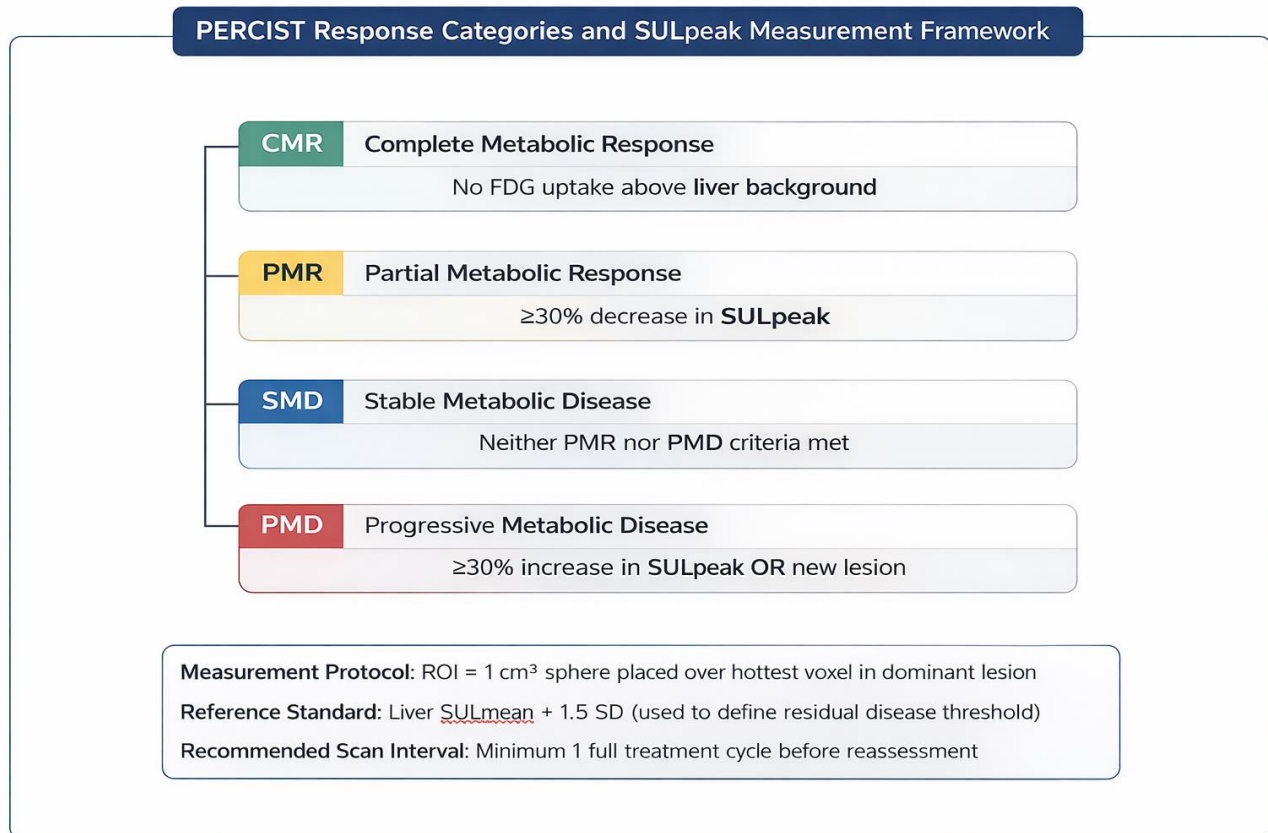 PERCIST Response Categories and SULpeak Measurement Framework
CMR Complete Metabolic Response
No FDG uptake above liver background
PMR Partial Metabolic Response
≥30% decrease in SULpeak
SMD Stable Metabolic Disease
Neither PMR nor PMD criteria met
PMD Progressive Metabolic Disease
≥30% increase in SULpeak OR new lesion
Measurement Protocol: ROI = 1 cm³ sphere placed over hottest voxel in dominant lesion
Reference Standard: Liver SULmean + 1.5 SD (used to define residual disease threshold)
Recommended Scan Interval: Minimum 1 full treatment cycle before reassessment